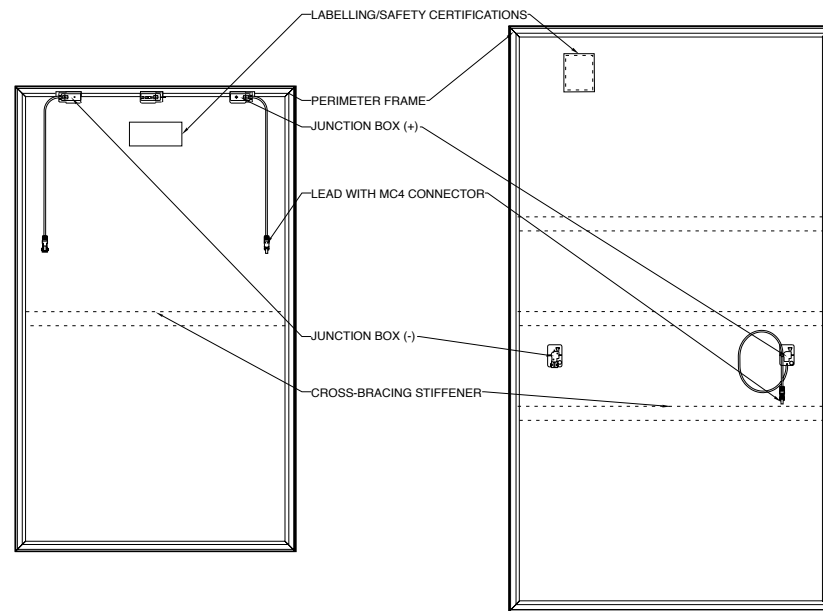 LABELLING/SAFETY CERTIFICATIONS
PERIMETER FRAME
JUNCTION BOX (+)
LEAD WITH MC4 CONNECTOR
JUNCTION BOX (-)
CROSS-BRACING STIFFENER